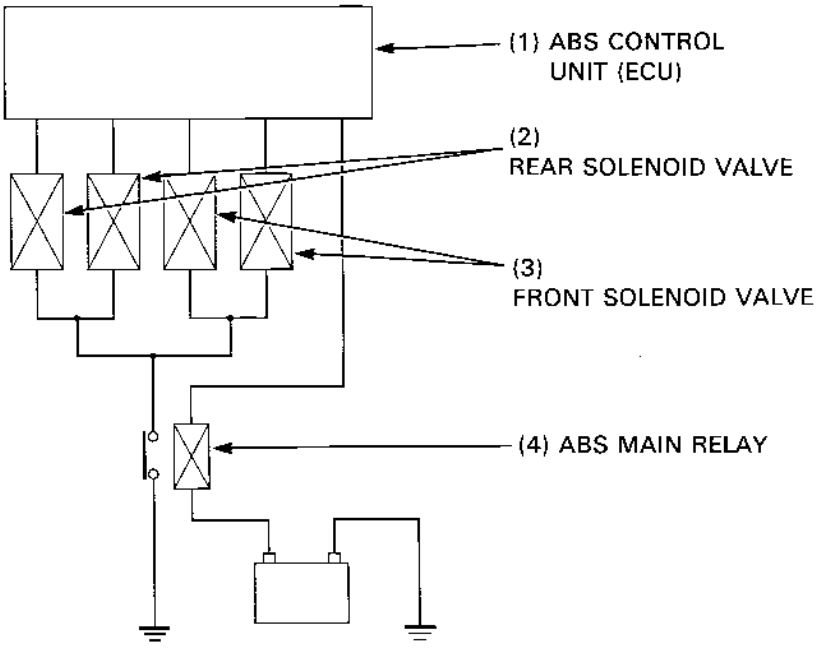 (1) ABS CONTROL
UNIT (ECU)
(2)
REAR SOLENOID VALVE
(3)
FRONT SOLENOID VALVE
(4) ABS MAIN RELAY